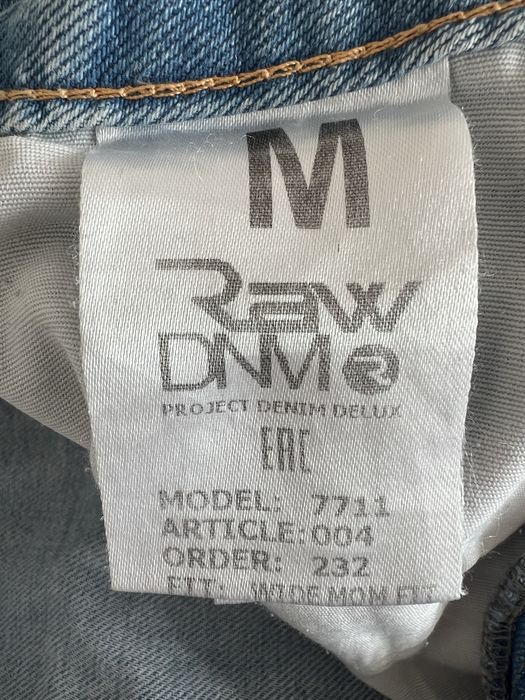 M
RAW
DNM R
PROJECT DENIM DELUX
EAC
MODEL: 7711
ARTICLE:004
ORDER: 232
FIT: WIDE MOM FIT